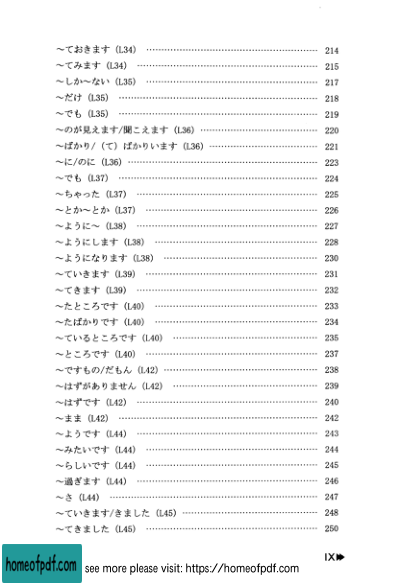 ～ておきます（L34） 214
～てみます（L34） 215
～しか～ない（L35） 217
～だけ（L35） 218
～でも（L35） 219
～のが見えます/聞こえます（L36） 220
～ばかり/（て）ばかりいます（L36） 221
～に/のに（L36） 223
～でも（L37） 224
～ちゃった（L37） 225
～とか～とか（L37） 226
～ように～（L38） 227
～ようにします（L38） 228
～ようになります（L38） 230
～ていきます（L39） 231
～てきます（L39） 232
～たところです（L40） 233
～たばかりです（L40） 234
～ているところです（L40） 235
～ところです（L40） 237
～ですもの/だもん（L42） 238
～はずがありません（L42） 239
～はずです（L42） 240
～まま（L42） 242
～ようです（L44） 243
～みたいです（L44） 244
～らしいです（L44） 245
～過ぎます（L44） 246
～さ（L44） 247
～ていきます/きました（L45） 248
～てきました（L45） 250
IX
homeofpdf.com see more please visit: https://homeofpdf.com